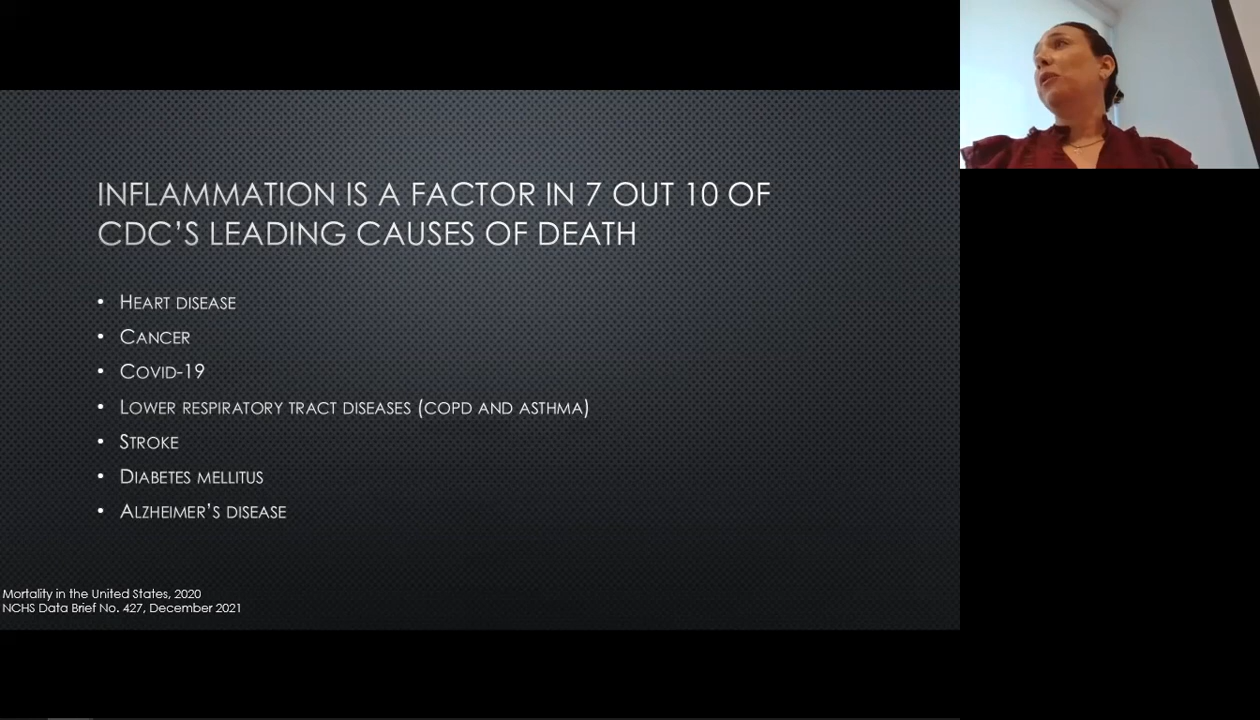 INFLAMMATION IS A FACTOR IN 7 OUT 10 OF
CDC'S LEADING CAUSES OF DEATH
• HEART DISEASE
• CANCER
• COVID-19
• LOWER RESPIRATORY TRACT DISEASES (COPD AND ASTHMA)
• STROKE
• DIABETES MELLITUS
• ALZHEIMER'S DISEASE
Mortality in the United States, 2020
NCHS Data Brief No. 427, December 2021